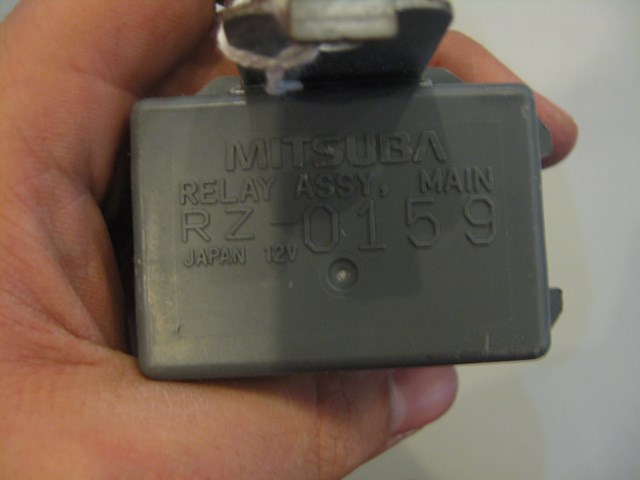 MITSUBA
RELAY ASSY, MAIN
RZ-0159
JAPAN 12V